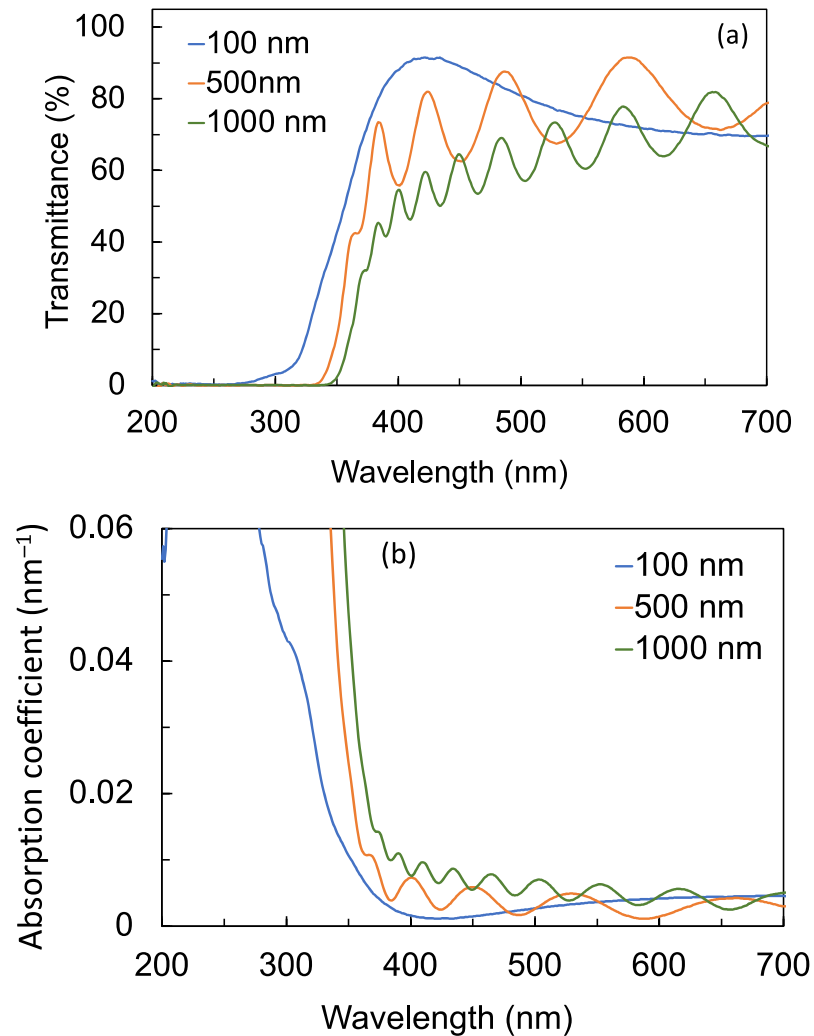 (a)
100 nm
500nm
1000 nm
Transmittance (%)
100
80
60
40
20
0
200 300 400 500 600 700
Wavelength (nm)
(b)
100 nm
500 nm
1000 nm
Absorption coefficient (nm⁻¹)
0.06
0.04
0.02
0
200 300 400 500 600 700
Wavelength (nm)